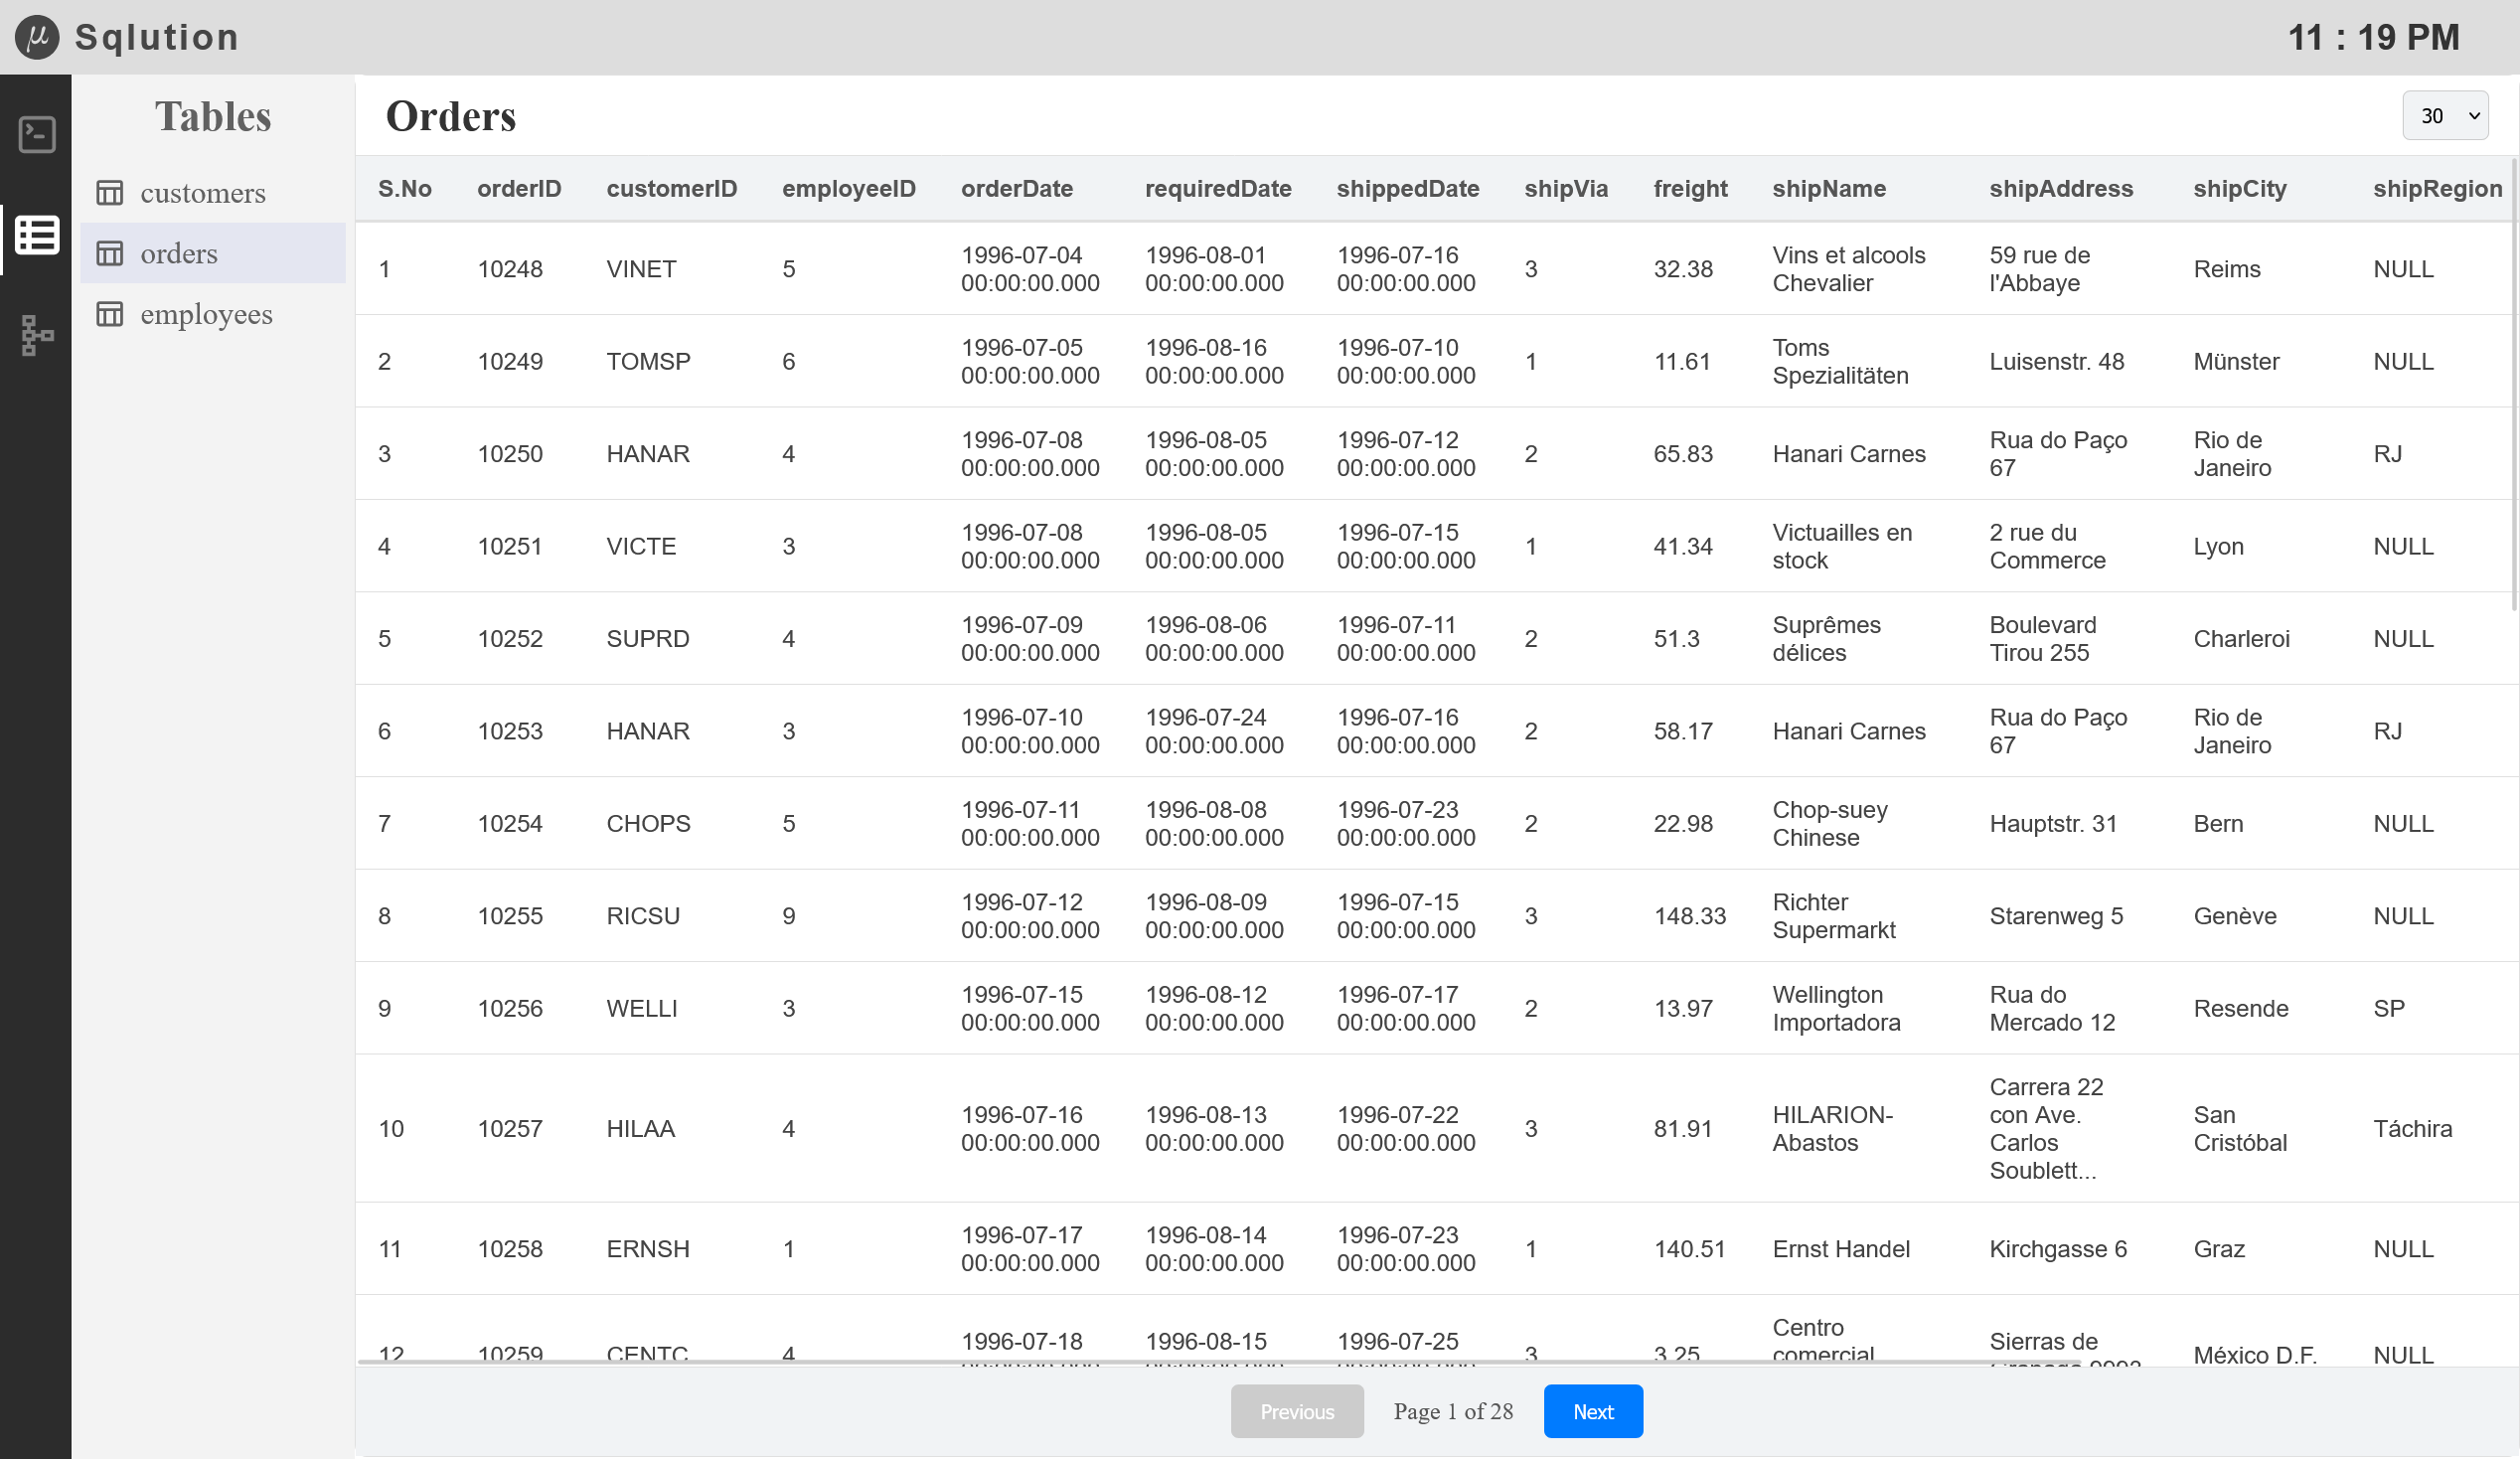 μ Sqlution
11 : 19 PM
Tables
customers
orders
employees
Orders
30
S.No orderID customerID employeeID orderDate requiredDate shippedDate shipVia freight shipName shipAddress shipCity shipRegion
1 10248 VINET 5 1996-07-04 00:00:00.000 1996-08-01 00:00:00.000 1996-07-16 00:00:00.000 3 32.38 Vins et alcools Chevalier 59 rue de l'Abbaye Reims NULL
2 10249 TOMSP 6 1996-07-05 00:00:00.000 1996-08-16 00:00:00.000 1996-07-10 00:00:00.000 1 11.61 Toms Spezialitäten Luisenstr. 48 Münster NULL
3 10250 HANAR 4 1996-07-08 00:00:00.000 1996-08-05 00:00:00.000 1996-07-12 00:00:00.000 2 65.83 Hanari Carnes Rua do Paço 67 Rio de Janeiro RJ
4 10251 VICTE 3 1996-07-08 00:00:00.000 1996-08-05 00:00:00.000 1996-07-15 00:00:00.000 1 41.34 Victuailles en stock 2 rue du Commerce Lyon NULL
5 10252 SUPRD 4 1996-07-09 00:00:00.000 1996-08-06 00:00:00.000 1996-07-11 00:00:00.000 2 51.3 Suprêmes délices Boulevard Tirou 255 Charleroi NULL
6 10253 HANAR 3 1996-07-10 00:00:00.000 1996-07-24 00:00:00.000 1996-07-16 00:00:00.000 2 58.17 Hanari Carnes Rua do Paço 67 Rio de Janeiro RJ
7 10254 CHOPS 5 1996-07-11 00:00:00.000 1996-08-08 00:00:00.000 1996-07-23 00:00:00.000 2 22.98 Chop-suey Chinese Hauptstr. 31 Bern NULL
8 10255 RICSU 9 1996-07-12 00:00:00.000 1996-08-09 00:00:00.000 1996-07-15 00:00:00.000 3 148.33 Richter Supermarkt Starenweg 5 Genève NULL
9 10256 WELLI 3 1996-07-15 00:00:00.000 1996-08-12 00:00:00.000 1996-07-17 00:00:00.000 2 13.97 Wellington Importadora Rua do Mercado 12 Resende SP
10 10257 HILAA 4 1996-07-16 00:00:00.000 1996-08-13 00:00:00.000 1996-07-22 00:00:00.000 3 81.91 HILARION-Abastos Carrera 22 con Ave. Carlos Soublett... San Cristóbal Táchira
11 10258 ERNSH 1 1996-07-17 00:00:00.000 1996-08-14 00:00:00.000 1996-07-23 00:00:00.000 1 140.51 Ernst Handel Kirchgasse 6 Graz NULL
12 10259 CENTC 4 1996-07-18 1996-08-15 1996-07-25 3 3.25 Centro comercial Sierras de México D.F. NULL
Previous Page 1 of 28 Next